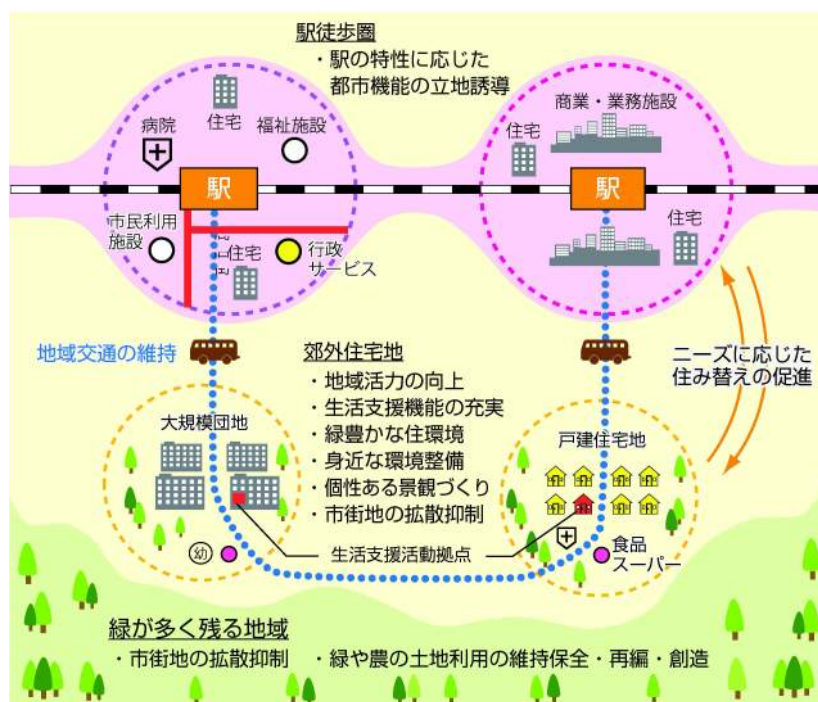 駅徒歩圏
・駅の特性に応じた
都市機能の立地誘導
病院
住宅
福祉施設
駅
市民利用
施設
住宅
行政
サービス
商業・業務施設
住宅
駅
住宅
地域交通の維持
ニーズに応じた
住み替えの促進
郊外住宅地
・地域活力の向上
・生活支援機能の充実
・緑豊かな住環境
・身近な環境整備
・個性ある景観づくり
・市街地の拡散抑制
大規模団地
戸建住宅地
幼
生活支援活動拠点
食品
スーパー
緑が多く残る地域
・市街地の拡散抑制　・緑や農の土地利用の維持保全・再編・創造